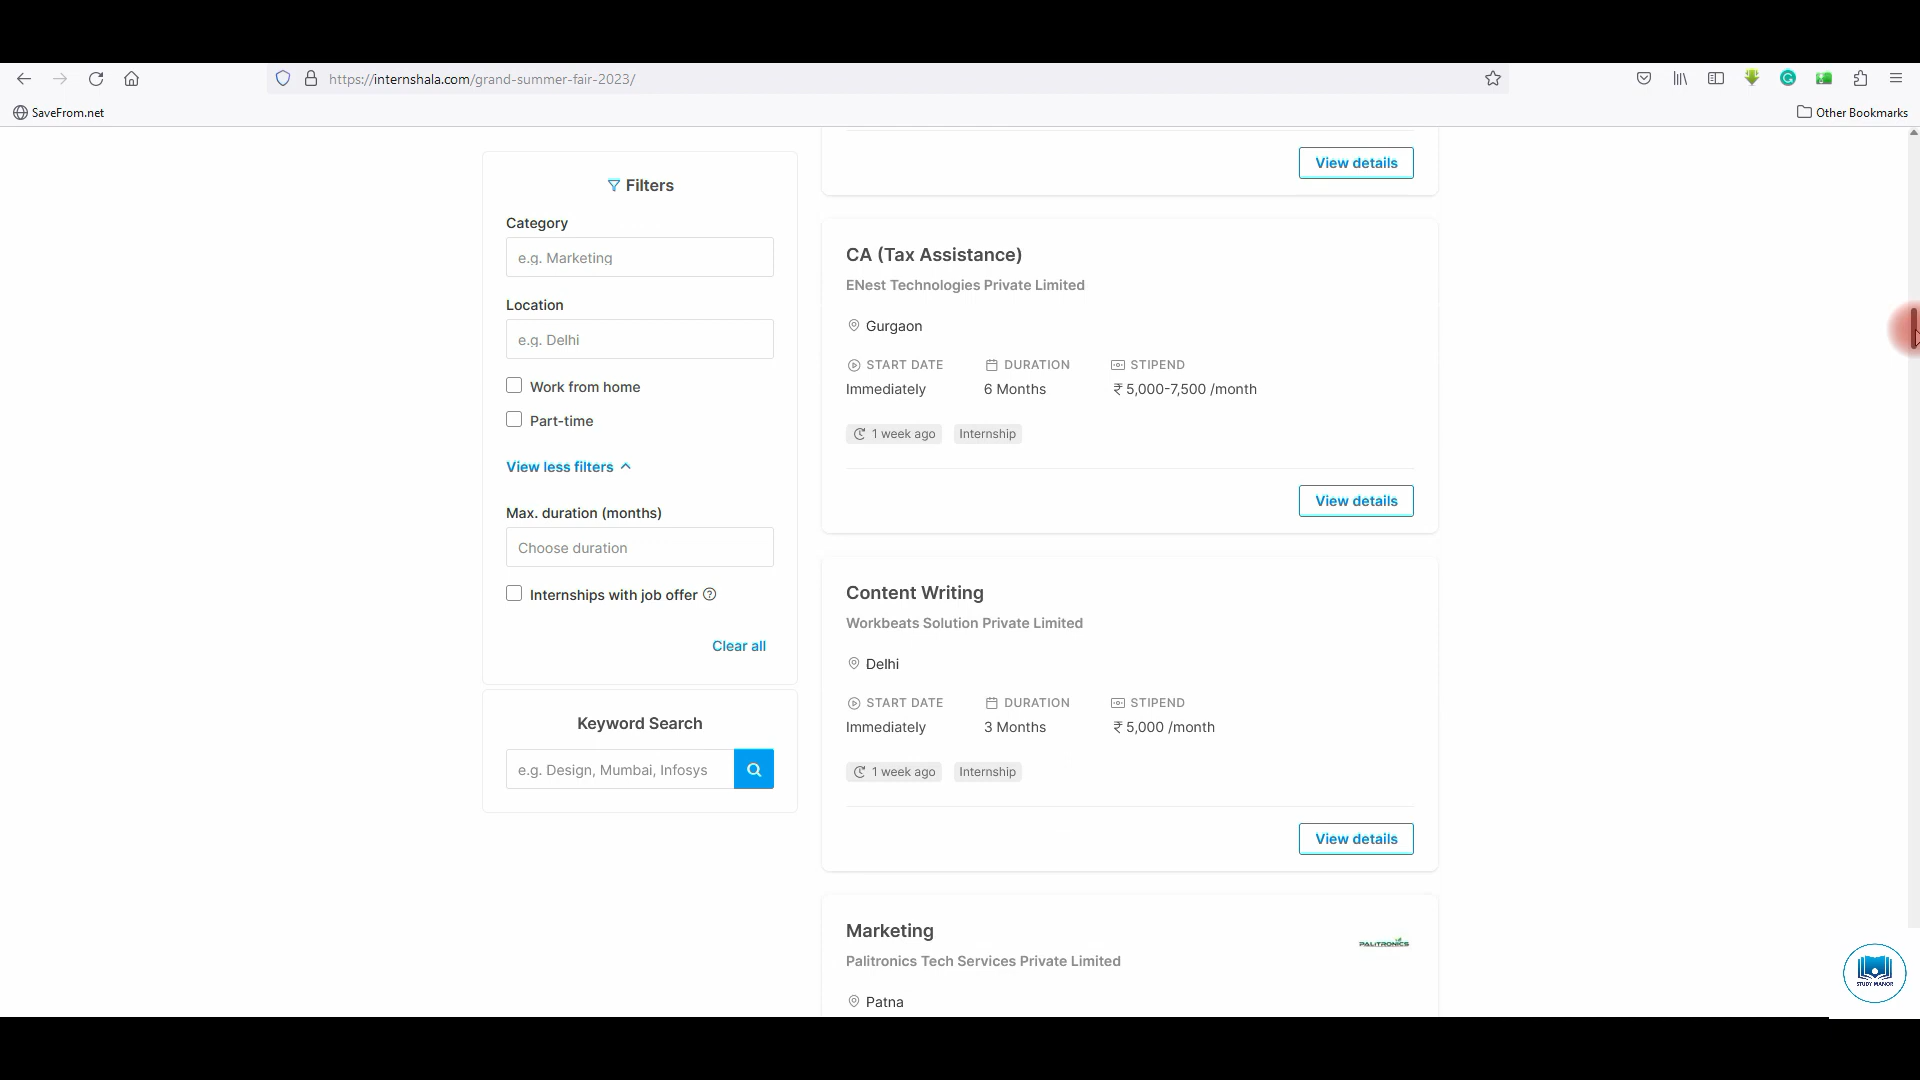 https://internshala.com/grand-summer-fair-2023/
SaveFrom.net
Other Bookmarks
Filters
Category
e.g. Marketing
Location
e.g. Delhi
Work from home
Part-time
View less filters
Max. duration (months)
Choose duration
Internships with job offer
Clear all
Keyword Search
e.g. Design, Mumbai, Infosys
View details
CA (Tax Assistance)
ENest Technologies Private Limited
Gurgaon
START DATE DURATION STIPEND
Immediately 6 Months ₹ 5,000-7,500 /month
1 week ago Internship
View details
Content Writing
Workbeats Solution Private Limited
Delhi
START DATE DURATION STIPEND
Immediately 3 Months ₹ 5,000 /month
1 week ago Internship
View details
Marketing
PALITRONICS
Palitronics Tech Services Private Limited
Patna
STUDY MANOR